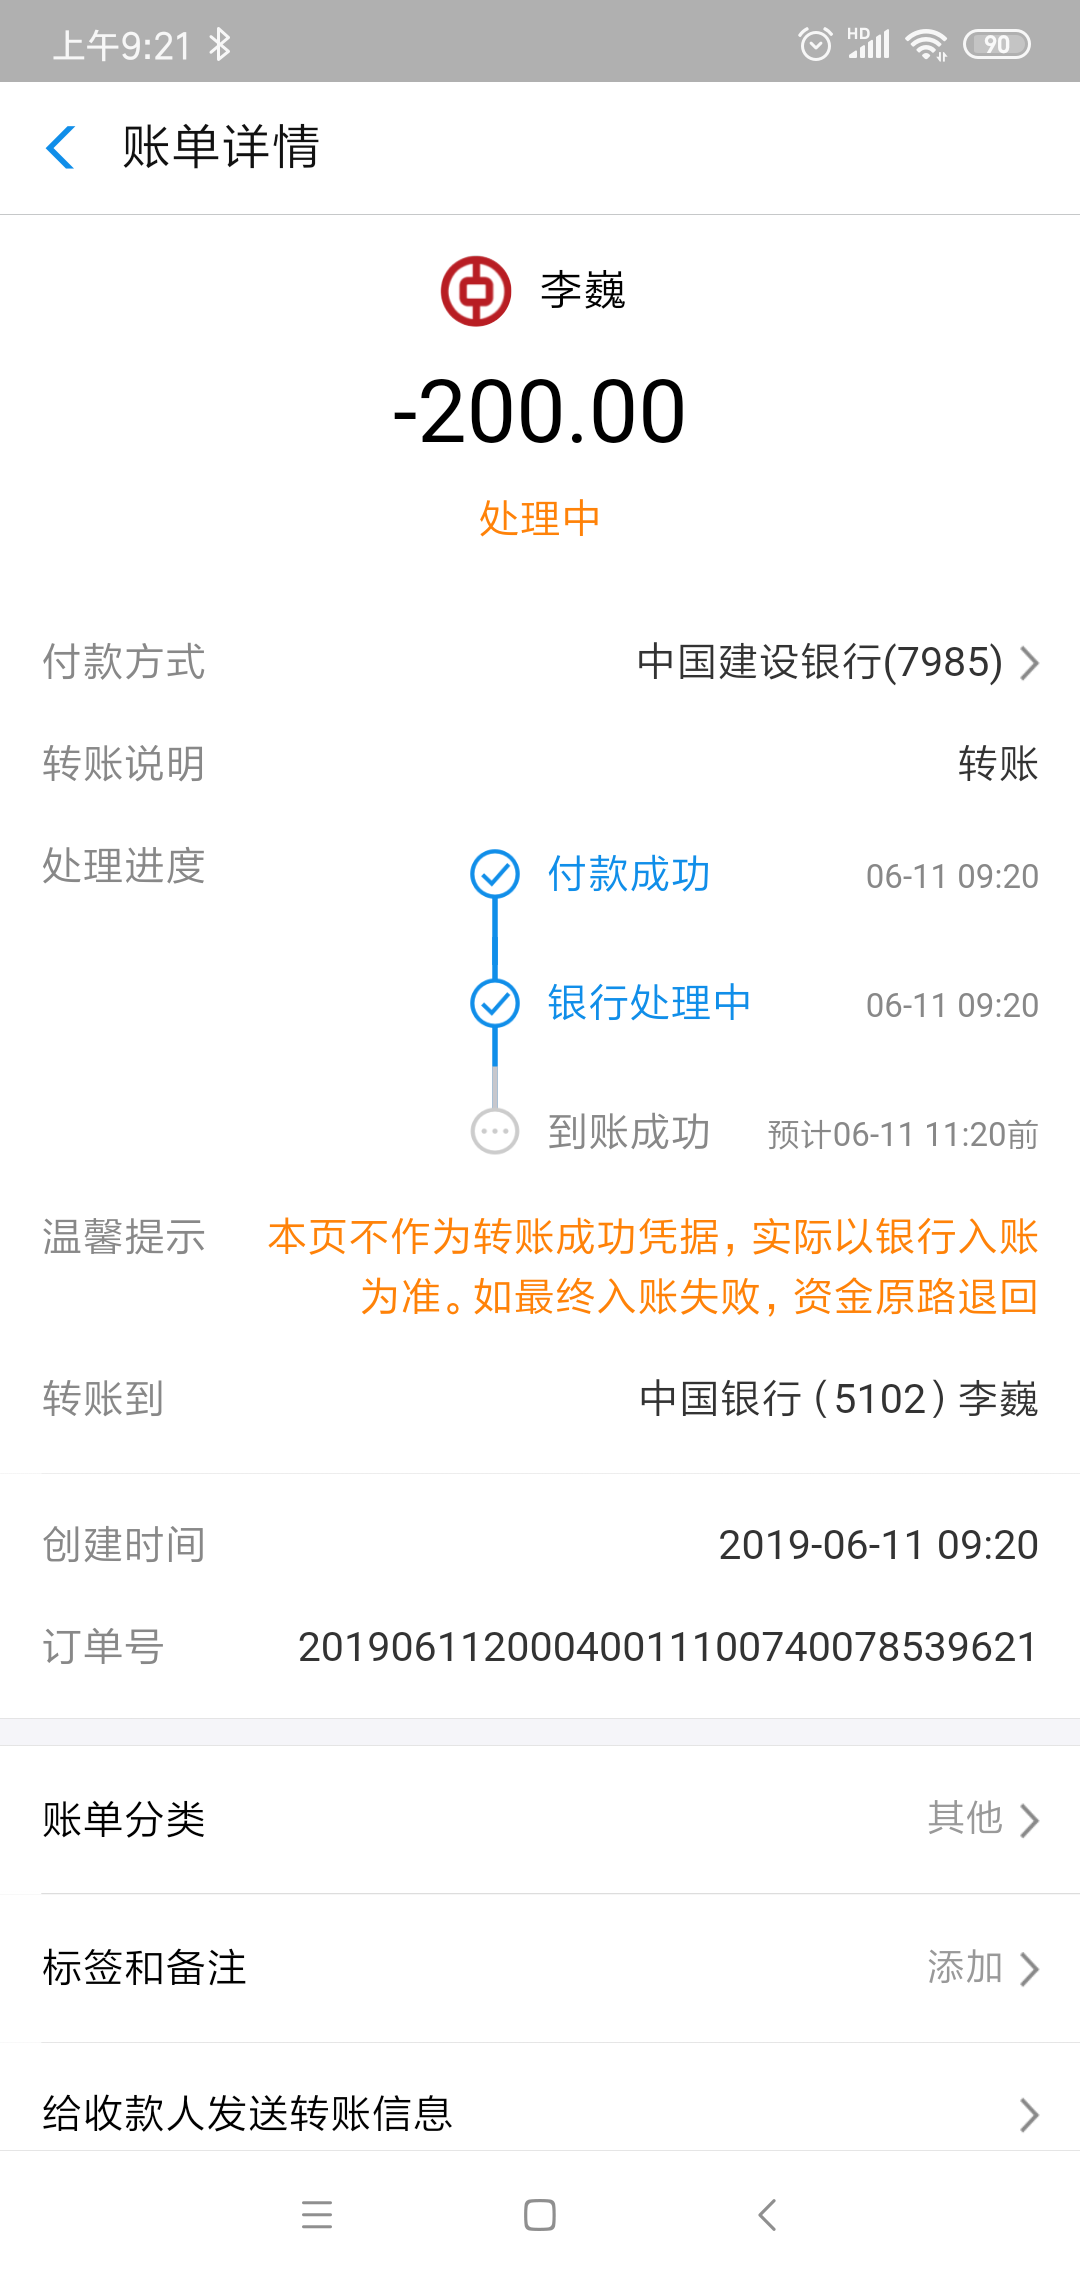 上午9:21
HD
90
账单详情
李巍
-200.00
处理中
付款方式 中国建设银行(7985)
转账说明 转账
处理进度 付款成功 06-11 09:20
银行处理中 06-11 09:20
到账成功 预计06-11 11:20前
温馨提示 本页不作为转账成功凭据，实际以银行入账
为准。如最终入账失败，资金原路退回
转账到 中国银行（5102）李巍
创建时间 2019-06-11 09:20
订单号 20190611200040011100740078539621
账单分类 其他
标签和备注 添加
给收款人发送转账信息